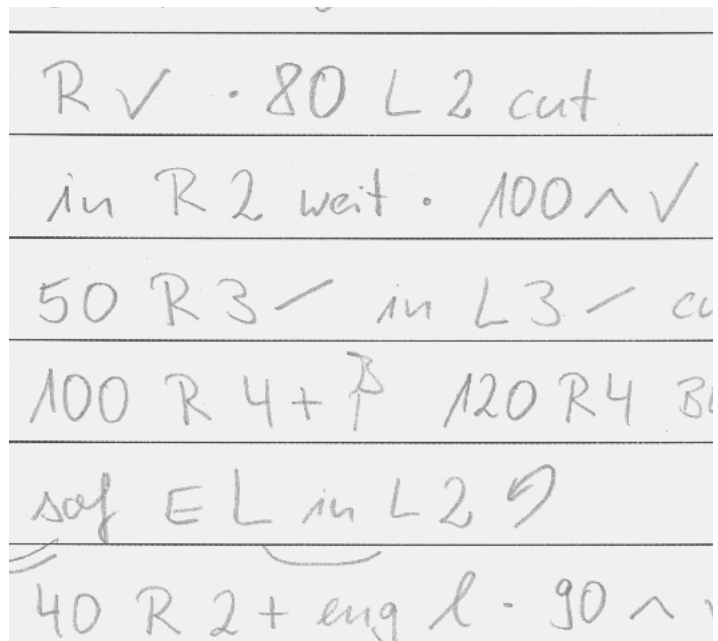 R ✓ · 80 L 2 cut
in R 2 weit · 100 ∧ ✓
50 R 3 / in L 3 /
100 R 4 + B 120 R 4
sof E L in L 2
40 R 2 + eng l · 90 ∧